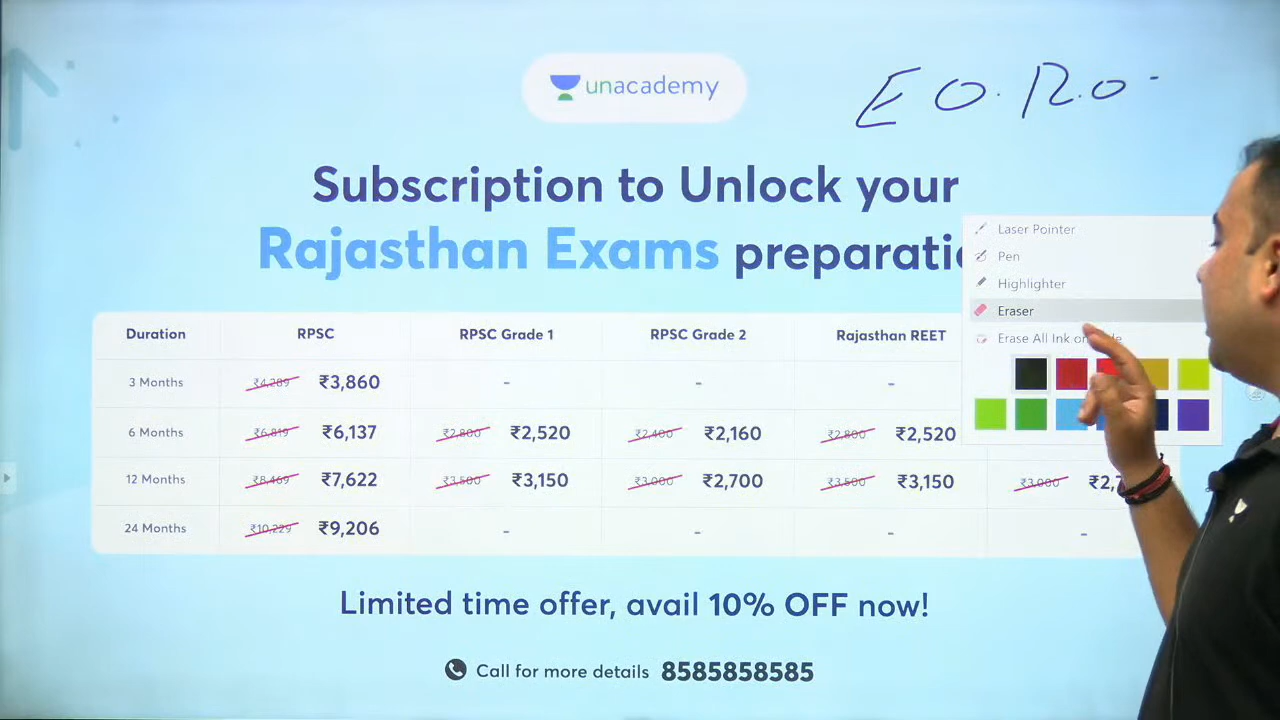 unacademy
E O. R.O.
Subscription to Unlock your
Rajasthan Exams
Duration RPSC RPSC Grade 1 RPSC Grade 2 Rajasthan REET
3 Months ₹4,289 ₹3,860 - - -
6 Months ₹6,819 ₹6,137 ₹2,800 ₹2,520 ₹2,400 ₹2,160 ₹2,800 ₹2,520
12 Months ₹8,469 ₹7,622 ₹3,500 ₹3,150 ₹3,000 ₹2,700 ₹3,500 ₹3,150 ₹3,000
24 Months ₹10,229 ₹9,206 - - - -
Laser Pointer
Pen
Highlighter
Eraser
Erase All Ink
Limited time offer, avail 10% OFF now!
Call for more details 8585858585